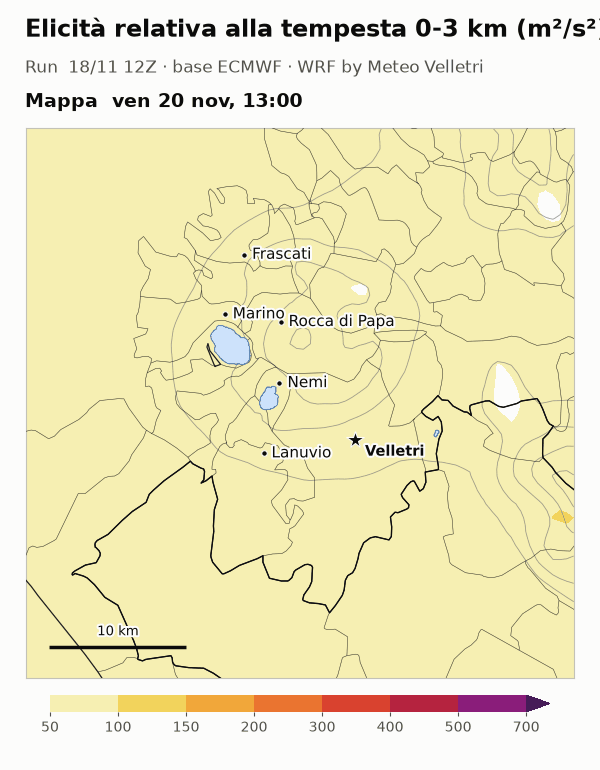 Elicità relativa alla tempesta 0-3 km (m²/s²)
Run  18/11 12Z · base ECMWF · WRF by Meteo Velletri
Mappa  ven 20 nov, 13:00
Frascati
Marino
Rocca di Papa
Nemi
Lanuvio
Velletri
10 km
50 100 150 200 300 400 500 700